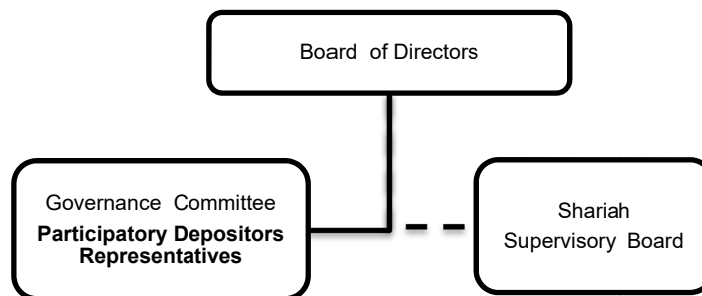 Board of Directors
Governance Committee
Participatory Depositors
Representatives
Shariah
Supervisory Board